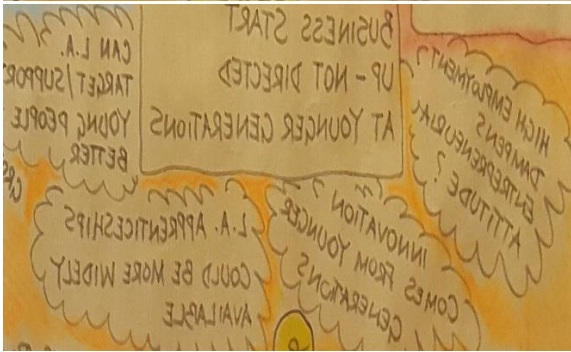 HIGH EMPLOYMENT?
DAMPENS
ENTREPRENEURIAL
ATTITUDE?
BUSINESS START
UP - NOT DIRECTED
AT YOUNGER GENERATIONS
CAN L.A.
TARGET/SUPPORT
YOUNG PEOPLE
BETTER
INNOVATION
COMES FROM YOUNGER
GENERATIONS
L.A. APPRENTICESHIPS
COULD BE MORE WIDELY
AVAILABLE